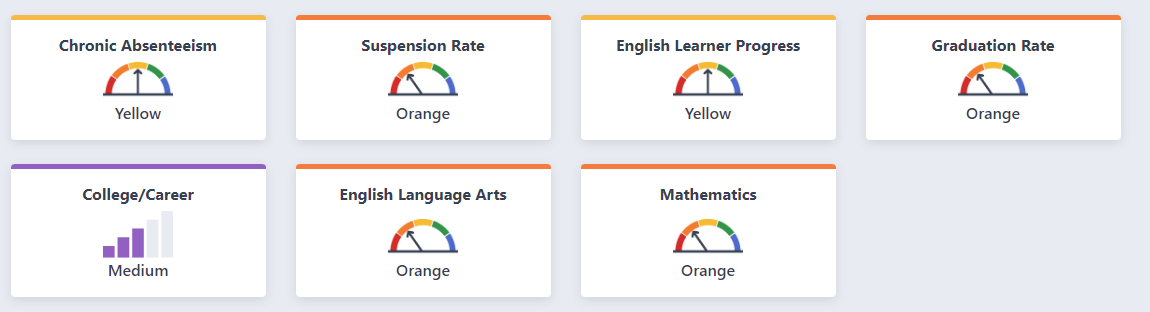 Chronic Absenteeism
Yellow
Suspension Rate
Orange
English Learner Progress
Yellow
Graduation Rate
Orange
College/Career
Medium
English Language Arts
Orange
Mathematics
Orange